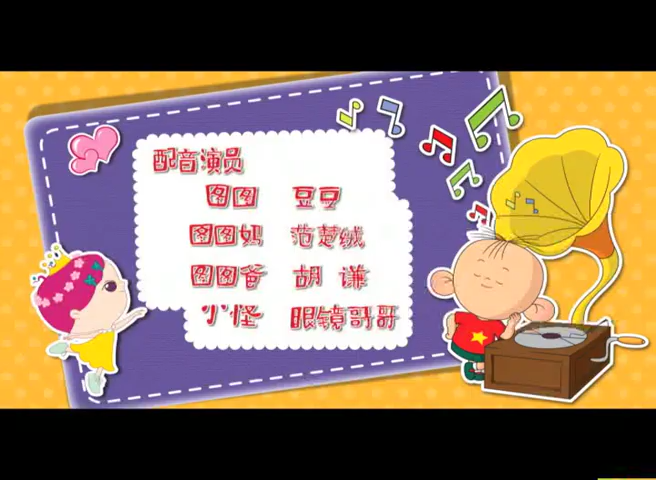 配音演员
图图 豆豆
图图妈 范楚绒
图图爸 胡 谦
小怪 眼镜哥哥